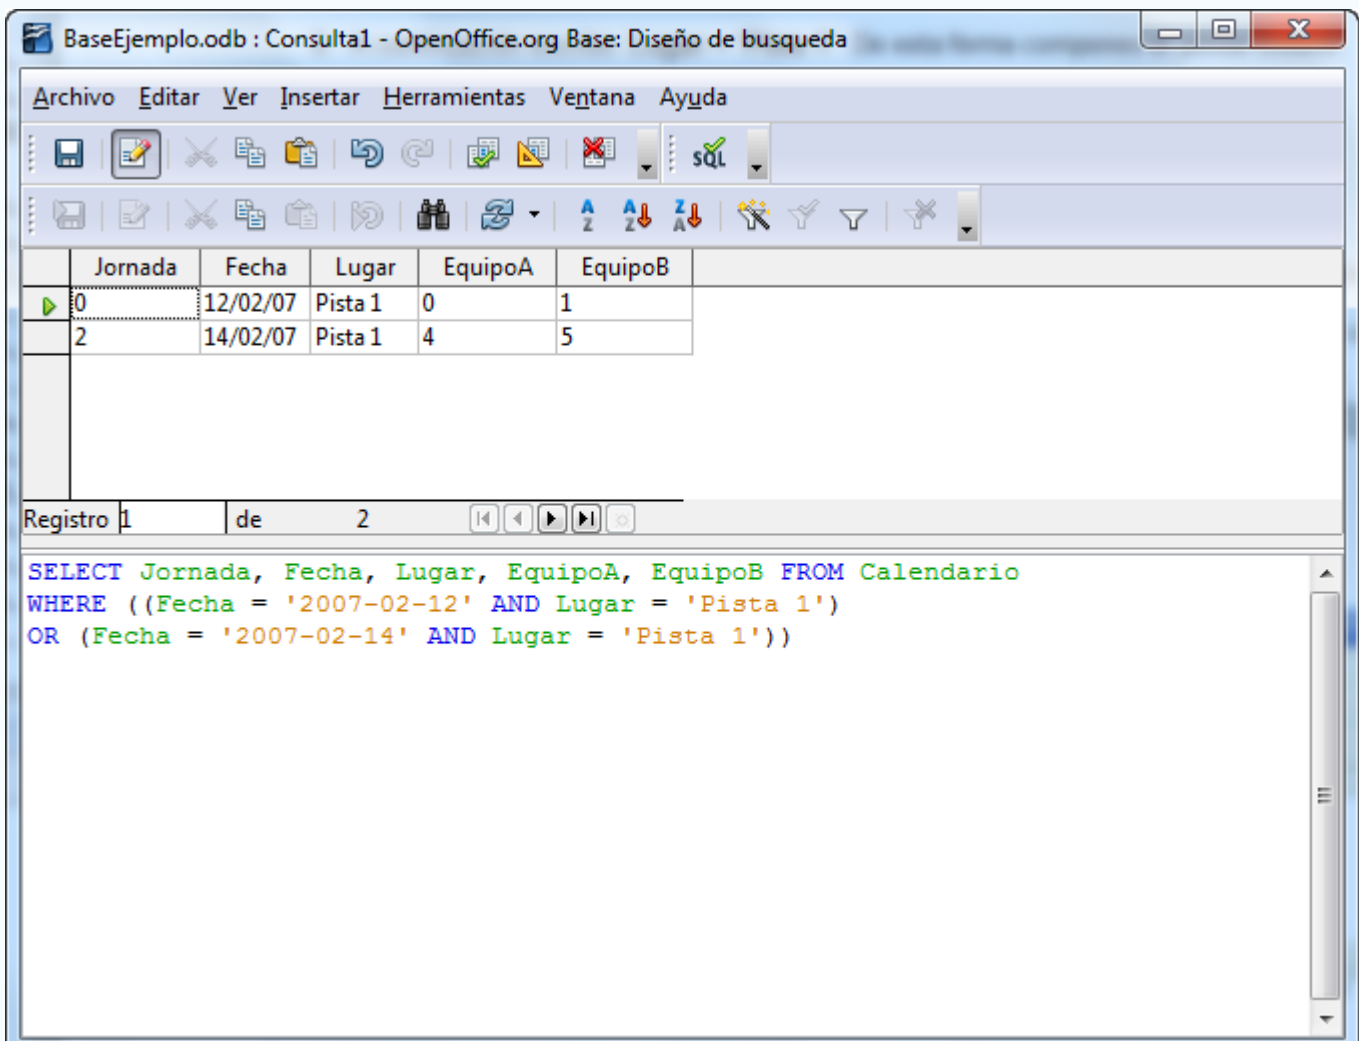 BaseEjemplo.odb : Consulta1 - OpenOffice.org Base: Diseño de busqueda
Archivo Editar Ver Insertar Herramientas Ventana Ayuda
SQL
Jornada Fecha Lugar EquipoA EquipoB
0 12/02/07 Pista 1 0 1
2 14/02/07 Pista 1 4 5
Registro 1 de 2
SELECT Jornada, Fecha, Lugar, EquipoA, EquipoB FROM Calendario
WHERE ((Fecha = '2007-02-12' AND Lugar = 'Pista 1')
OR (Fecha = '2007-02-14' AND Lugar = 'Pista 1'))